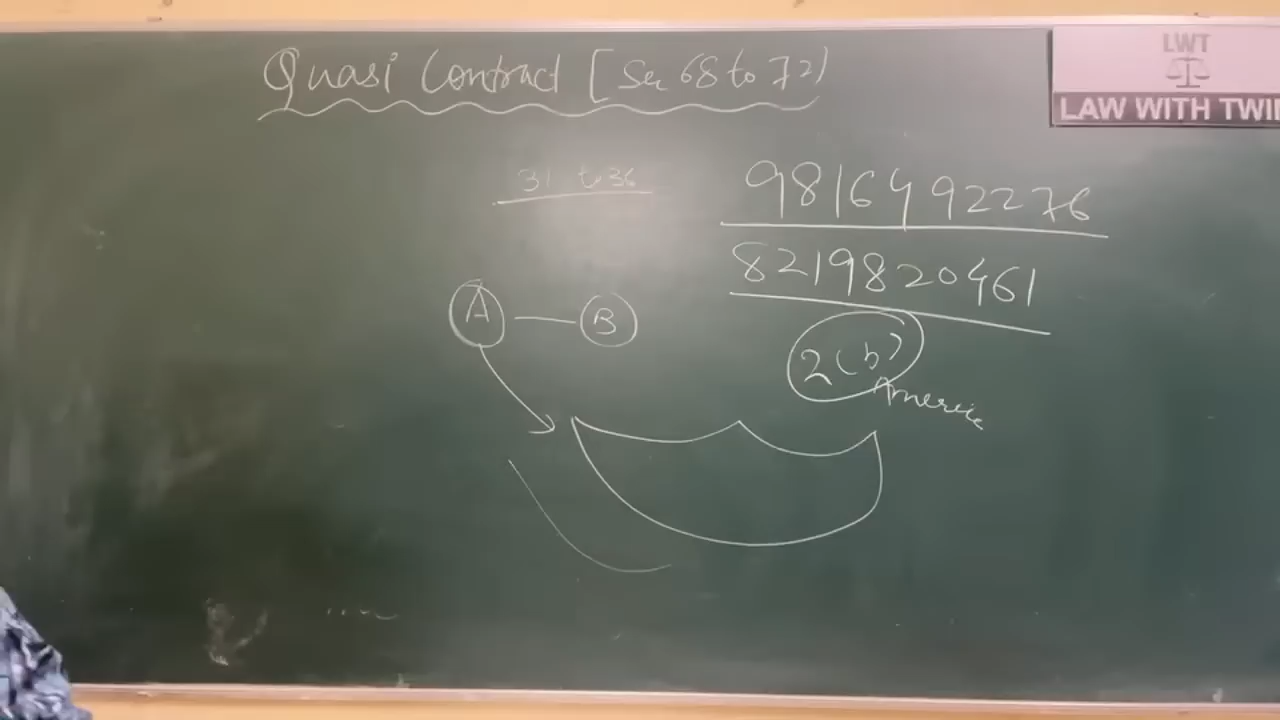 Quasi Contract [Sec 68 to 72)
LWT
LAW WITH TWIN
31 to 36
9816492276
8219820461
A
B
2(b)
America